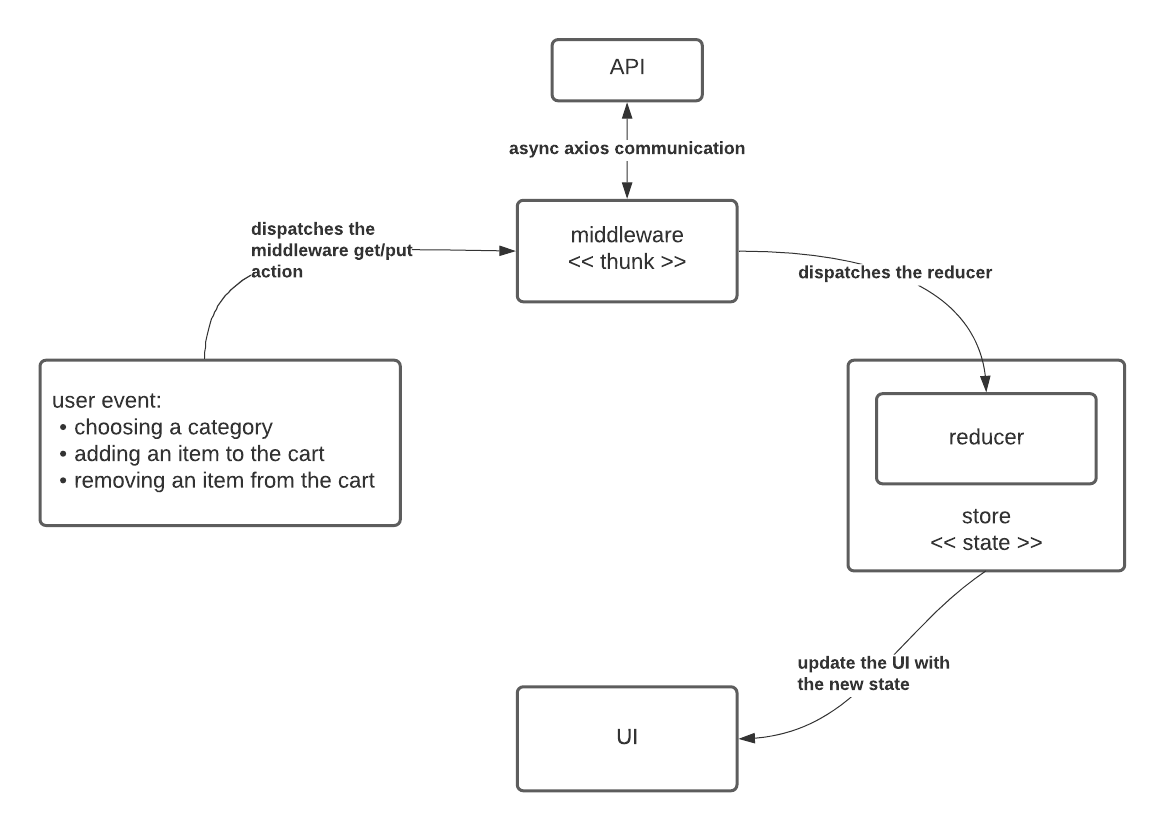 API
async axios communication
dispatches the
middleware get/put
action
middleware
<< thunk >>
dispatches the reducer
user event:
• choosing a category
• adding an item to the cart
• removing an item from the cart
reducer
store
<< state >>
update the UI with
the new state
UI